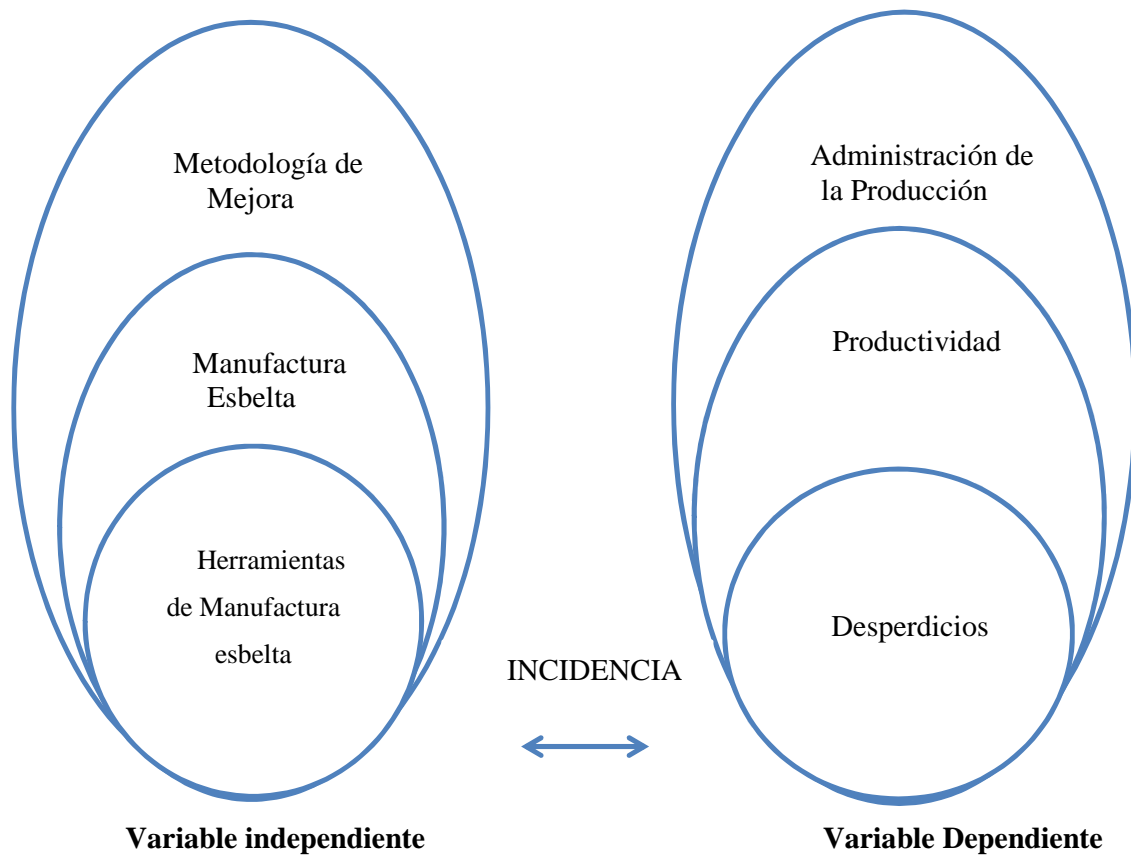 Metodología de
Mejora
Manufactura
Esbelta
Herramientas
de Manufactura
esbelta
Variable independiente
INCIDENCIA
Administración de
la Producción
Productividad
Desperdicios
Variable Dependiente